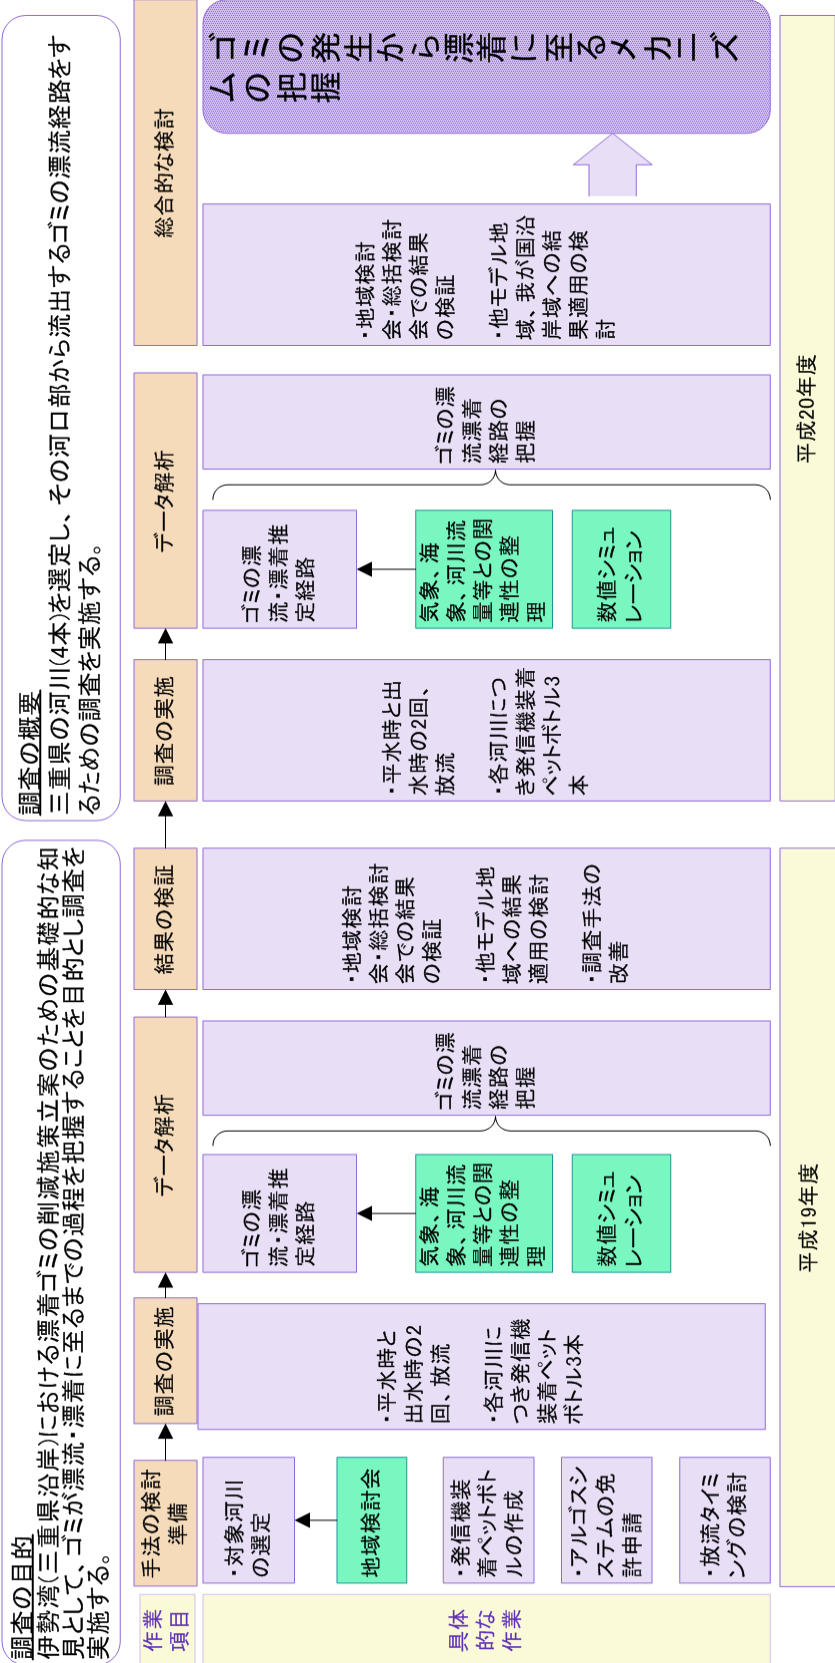 調査の目的
伊勢湾(三重県沿岸)における漂着ゴミの削減施策立案のための基礎的な知
見として、ゴミが漂流・漂着に至るまでの過程を把握することを目的とし調査を
実施する。
調査の概要
三重県の河川(4本)を選定し、その河口部から流出するゴミの漂流経路をす
るための調査を実施する。
作業
項目
手法の検討
準備
調査の実施
データ解析
結果の検証
調査の実施
データ解析
総合的な検討
具体
的な
作業
・対象河川
の選定
地域検討会
・発信機装
着ペットボト
ルの作成
・アルゴスシ
ステムの免
許申請
・放流タイミ
ングの検討
・平水時と
出水時の2
回、放流
・各河川に
つき発信機
装着ペット
ボトル3本
ゴミの漂
流・漂着推
定経路
気象、海
象、河川流
量等との関
連性の整
理
数値シミュ
レーション
ゴミの漂
流漂着
経路の
把握
・地域検討
会・総括検討
会での結果
の検証
・他モデル地
域への結果
適用の検討
・調査手法の
改善
・平水時と出
水時の2回、
放流
・各河川につ
き発信機装着
ペットボトル3
本
ゴミの漂
流・漂着推
定経路
気象、海
象、河川流
量等との関
連性の整
理
数値シミュ
レーション
ゴミの漂
流漂着
経路の
把握
・地域検討
会・総括検討
会での結果
の検証
・他モデル地
域、我が国沿
岸域への結
果適用の検
討
ゴミの発生から漂着に至るメカニズ
ムの把握
平成19年度
平成20年度